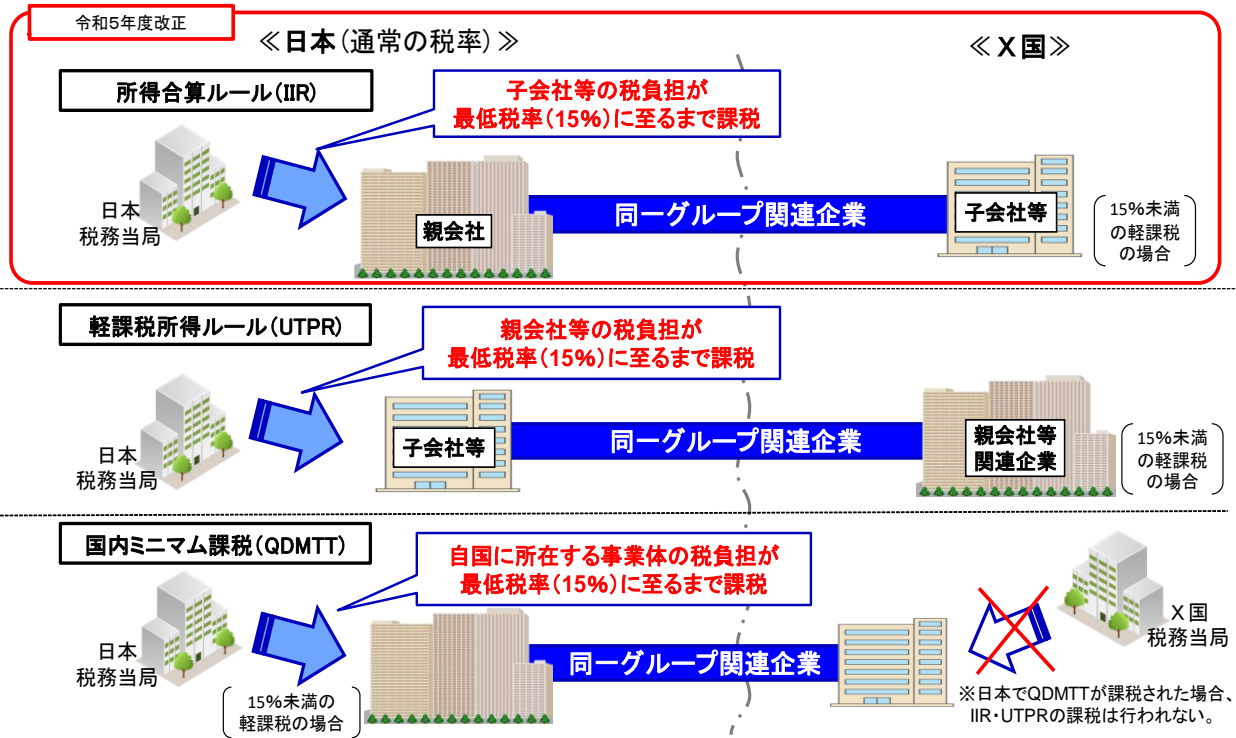 令和5年度改正
≪日本(通常の税率)≫
≪X国≫
所得合算ルール(IIR)
子会社等の税負担が
最低税率(15%)に至るまで課税
日本
税務当局
親会社
同一グループ関連企業
子会社等
15%未満
の軽課税
の場合
軽課税所得ルール(UTPR)
親会社等の税負担が
最低税率(15%)に至るまで課税
日本
税務当局
子会社等
同一グループ関連企業
親会社等
関連企業
15%未満
の軽課税
の場合
国内ミニマム課税(QDMTT)
自国に所在する事業体の税負担が
最低税率(15%)に至るまで課税
日本
税務当局
15%未満の
軽課税の場合
同一グループ関連企業
X国
税務当局
※日本でQDMTTが課税された場合、
IIR・UTPRの課税は行われない。